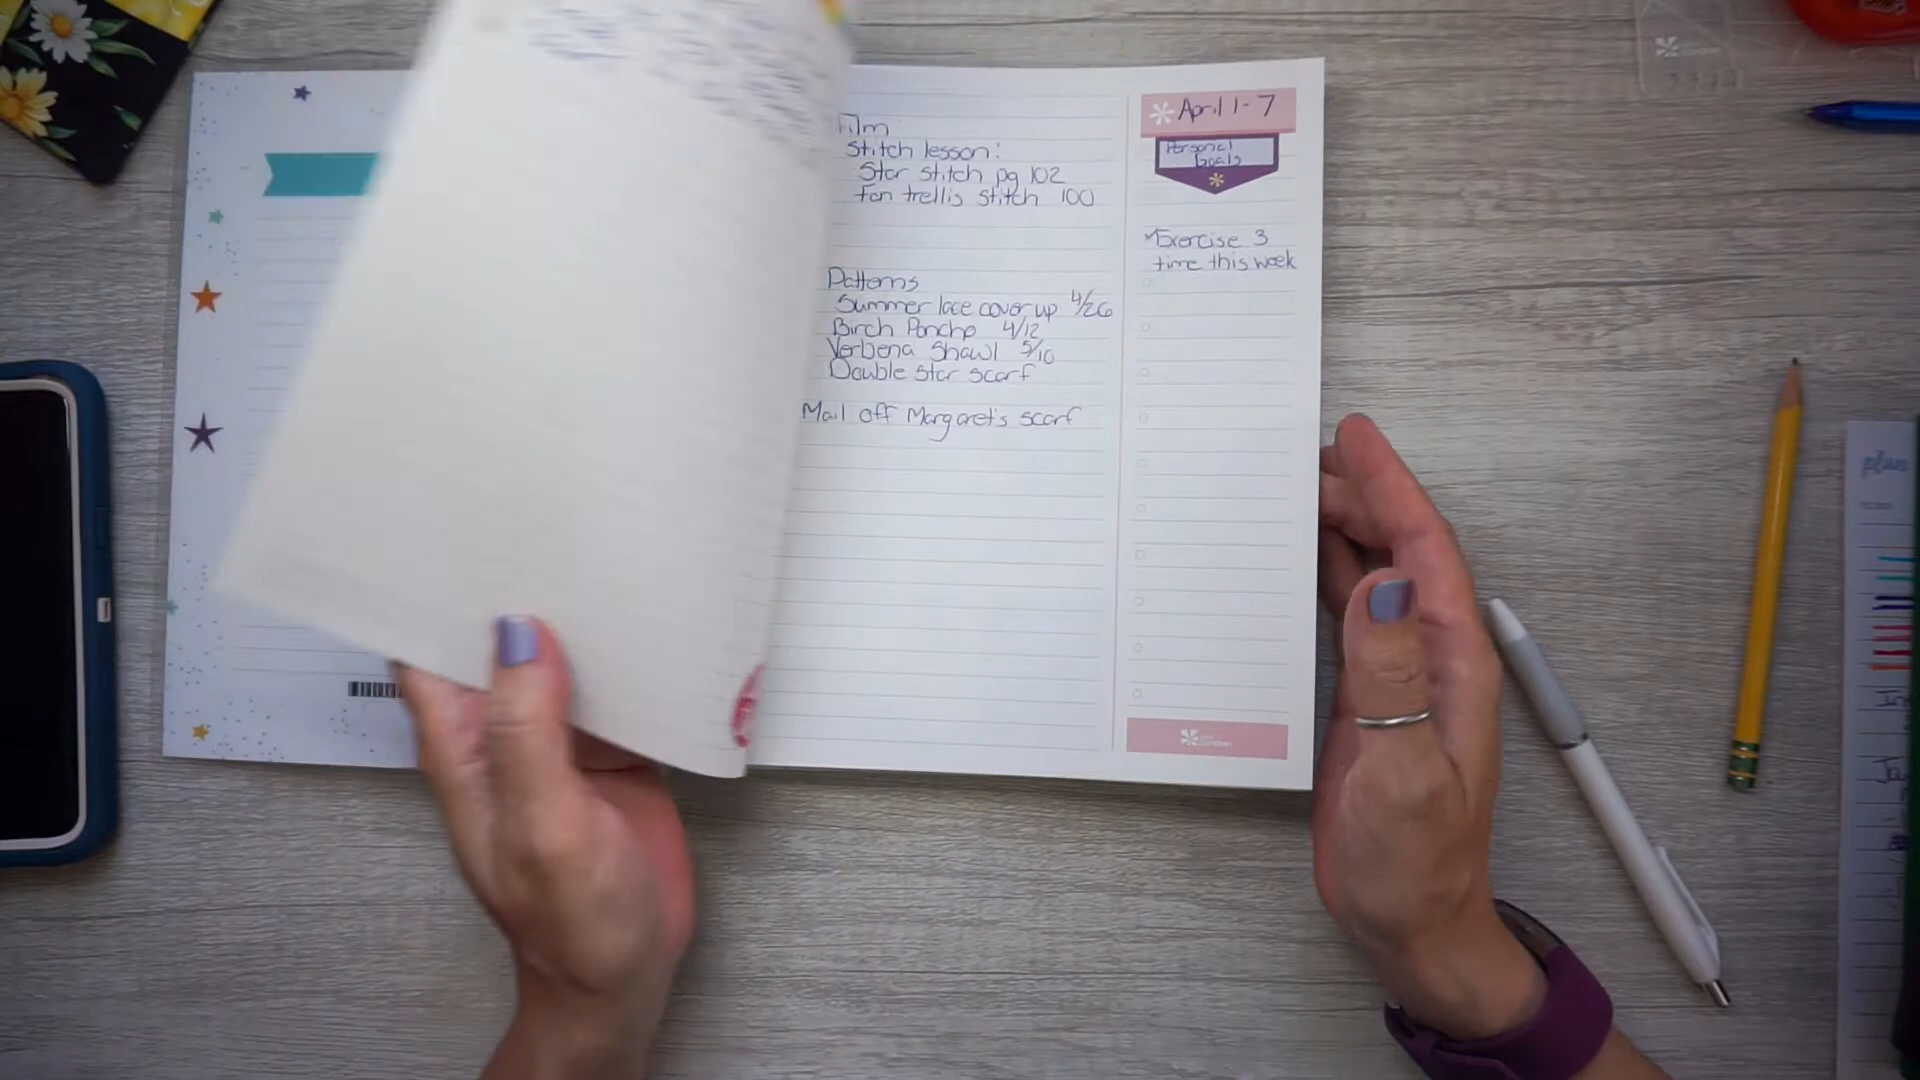 Film
Stitch lesson:
Star stitch pg 102
Fan trellis stitch 100
Patterns
Summer lace cover up 4/26
Birch Poncho 4/12
Verbena Shawl 5/10
Double Star scarf
Mail off Margaret's scarf
April 1-7
Personal
Goals
Exercise 3
time this week
plan